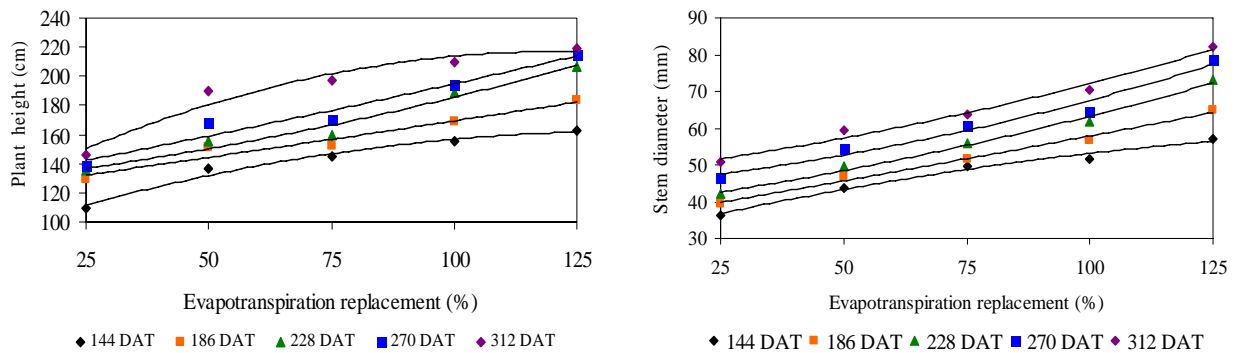 Plant height (cm)
240
220
200
180
160
140
120
100
25 50 75 100 125
Evapotranspiration replacement (%)
144 DAT 186 DAT 228 DAT 270 DAT 312 DAT
Stem diameter (mm)
90
80
70
60
50
40
30
25 50 75 100 125
Evapotranspiration replacement (%)
144 DAT 186 DAT 228 DAT 270 DAT 312 DAT